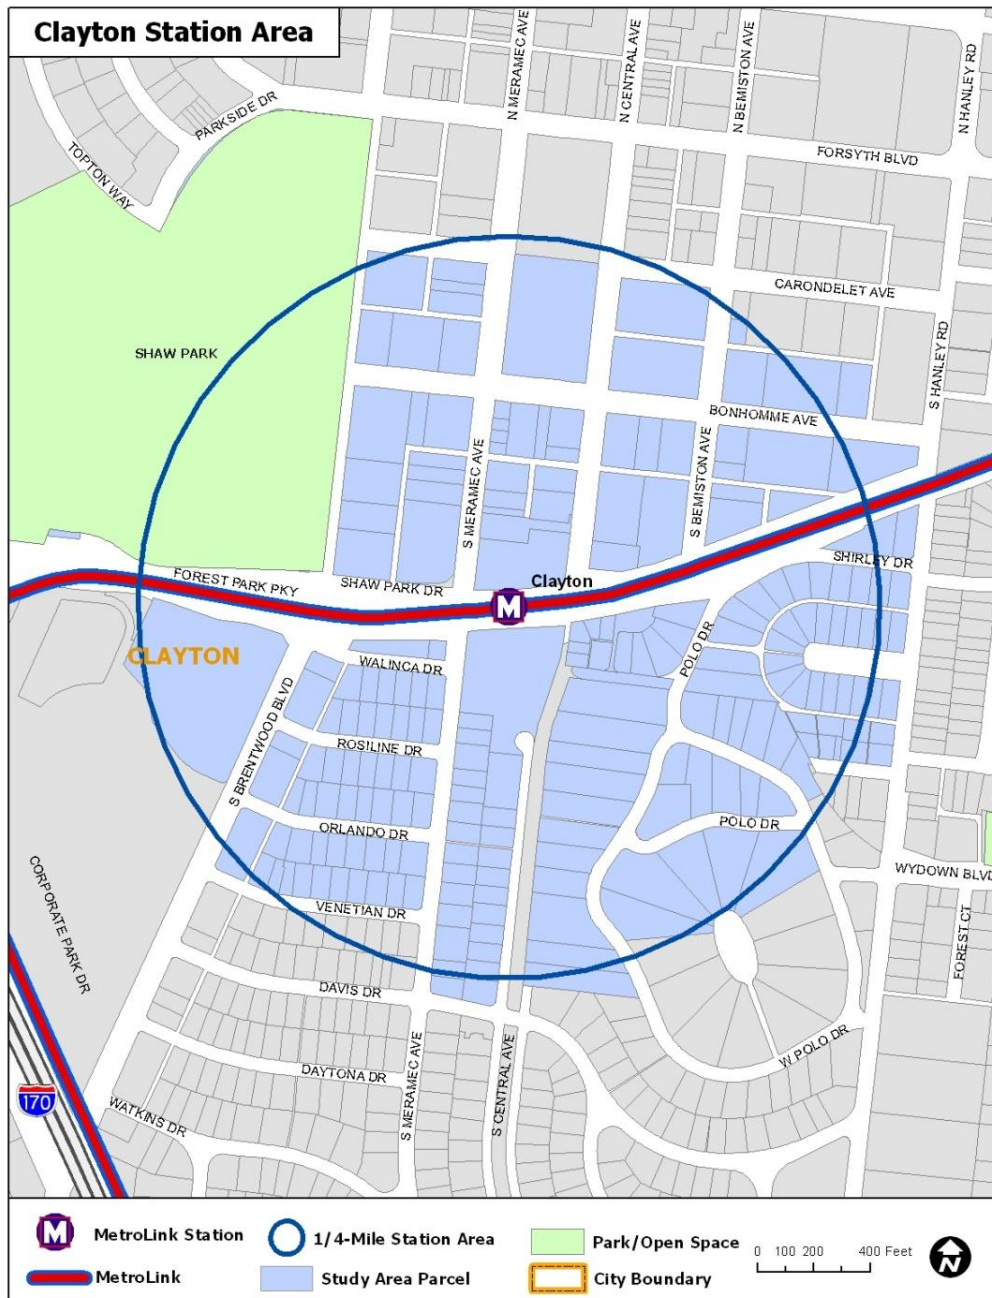 Clayton Station Area
N MERAMEC AVE
N CENTRAL AVE
N BEMISTON AVE
N HANLEY RD
PARKSIDE DR
TOPTON WAY
FORSYTH BLVD
CARONDELET AVE
SHAW PARK
S HANLEY RD
BONHOMME AVE
S MERAMEC AVE
S BEMISTON AVE
SHIRLEY DR
FOREST PARK PKY
SHAW PARK DR
Clayton
M
CLAYTON
WALINCA DR
POLO DR
S BRENTWOOD BLVD
ROSILINE DR
ORLANDO DR
POLO DR
WYDOWN BLVD
CORPORATE PARK DR
VENETIAN DR
FOREST CT
DAVIS DR
S MERAMEC AVE
S CENTRAL AVE
W POLO DR
DAYTONA DR
170
WATKINS DR
M MetroLink Station
1/4-Mile Station Area
Park/Open Space
0 100 200 400 Feet
N
MetroLink
Study Area Parcel
City Boundary